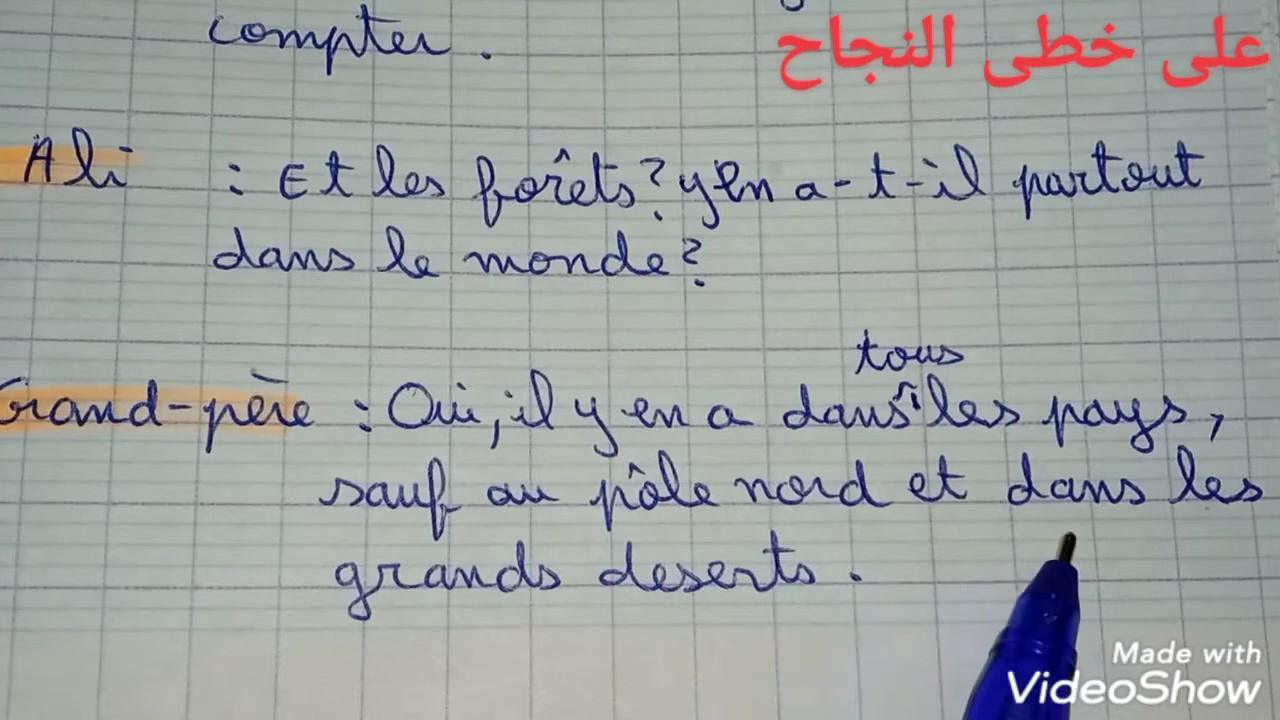 compter.
على خطى النجاح
Ali : Et les forêts? y en a-t-il partout
dans le monde?
tous
Grand-père : Oui, il y en a dans les pays,
sauf au pôle nord et dans les
grands deserts.
Made with
VideoShow